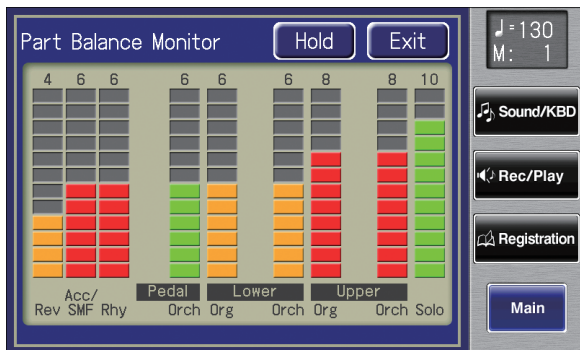 Part Balance Monitor
Hold
Exit
♩=130
M: 1
4 6 6 6 6 6 8 8 10
Sound/KBD
Rec/Play
Registration
Main
Pedal Lower Upper
Rev Acc/SMF Rhy Orch Org Orch Org Orch Solo